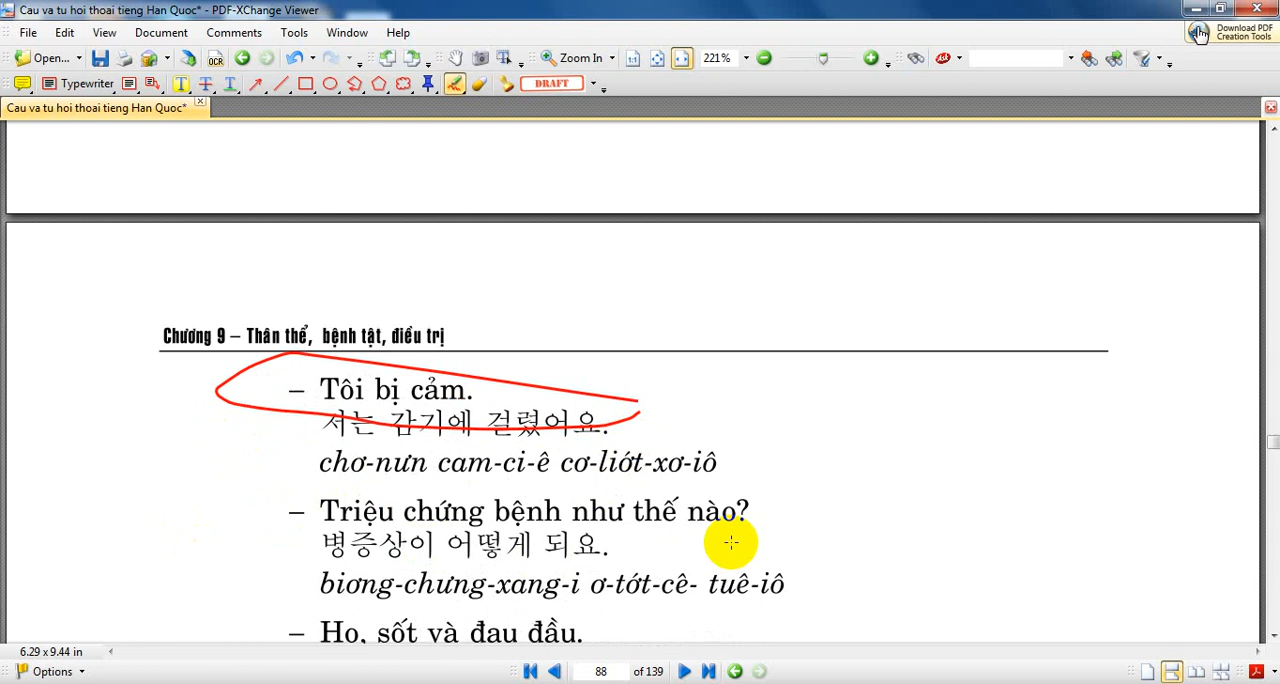 Cau va tu hoi thoai tieng Han Quoc* - PDF-XChange Viewer
File Edit View Document Comments Tools Window Help
Download PDF
Creation Tools
Open... OCR Zoom In 221%
Typewriter DRAFT
Cau va tu hoi thoai tieng Han Quoc*
Chương 9 – Thân thể, bệnh tật, điều trị
– Tôi bị cảm.
저는 감기에 걸렸어요.
chơ-nưn cam-ci-ê cơ-liớt-xơ-iô
– Triệu chứng bệnh như thế nào?
병증상이 어떻게 되요.
biơng-chưng-xang-i ơ-tớt-cê- tuê-iô
– Ho, sốt và đau đầu.
6.29 x 9.44 in
Options 88 of 139